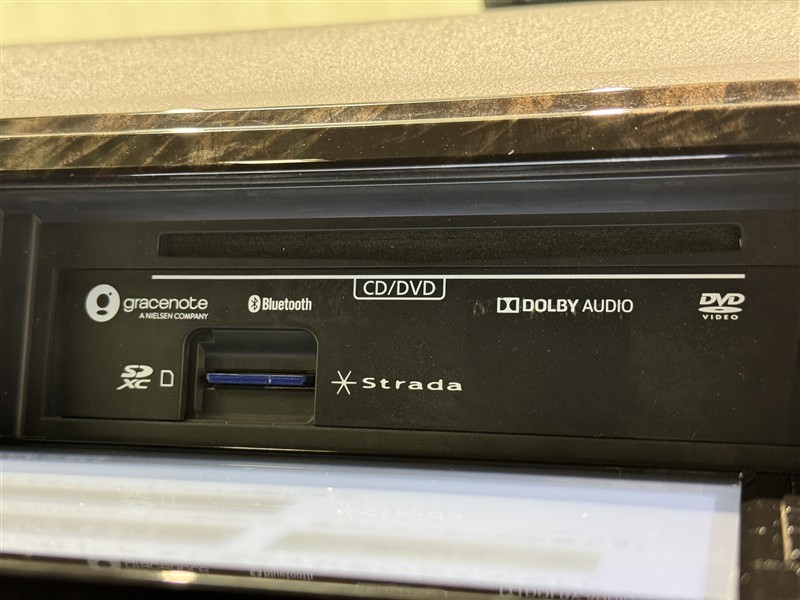 gracenote
A NIELSEN COMPANY
Bluetooth
CD/DVD
DOLBY AUDIO
DVD
VIDEO
SD
XC
Strada